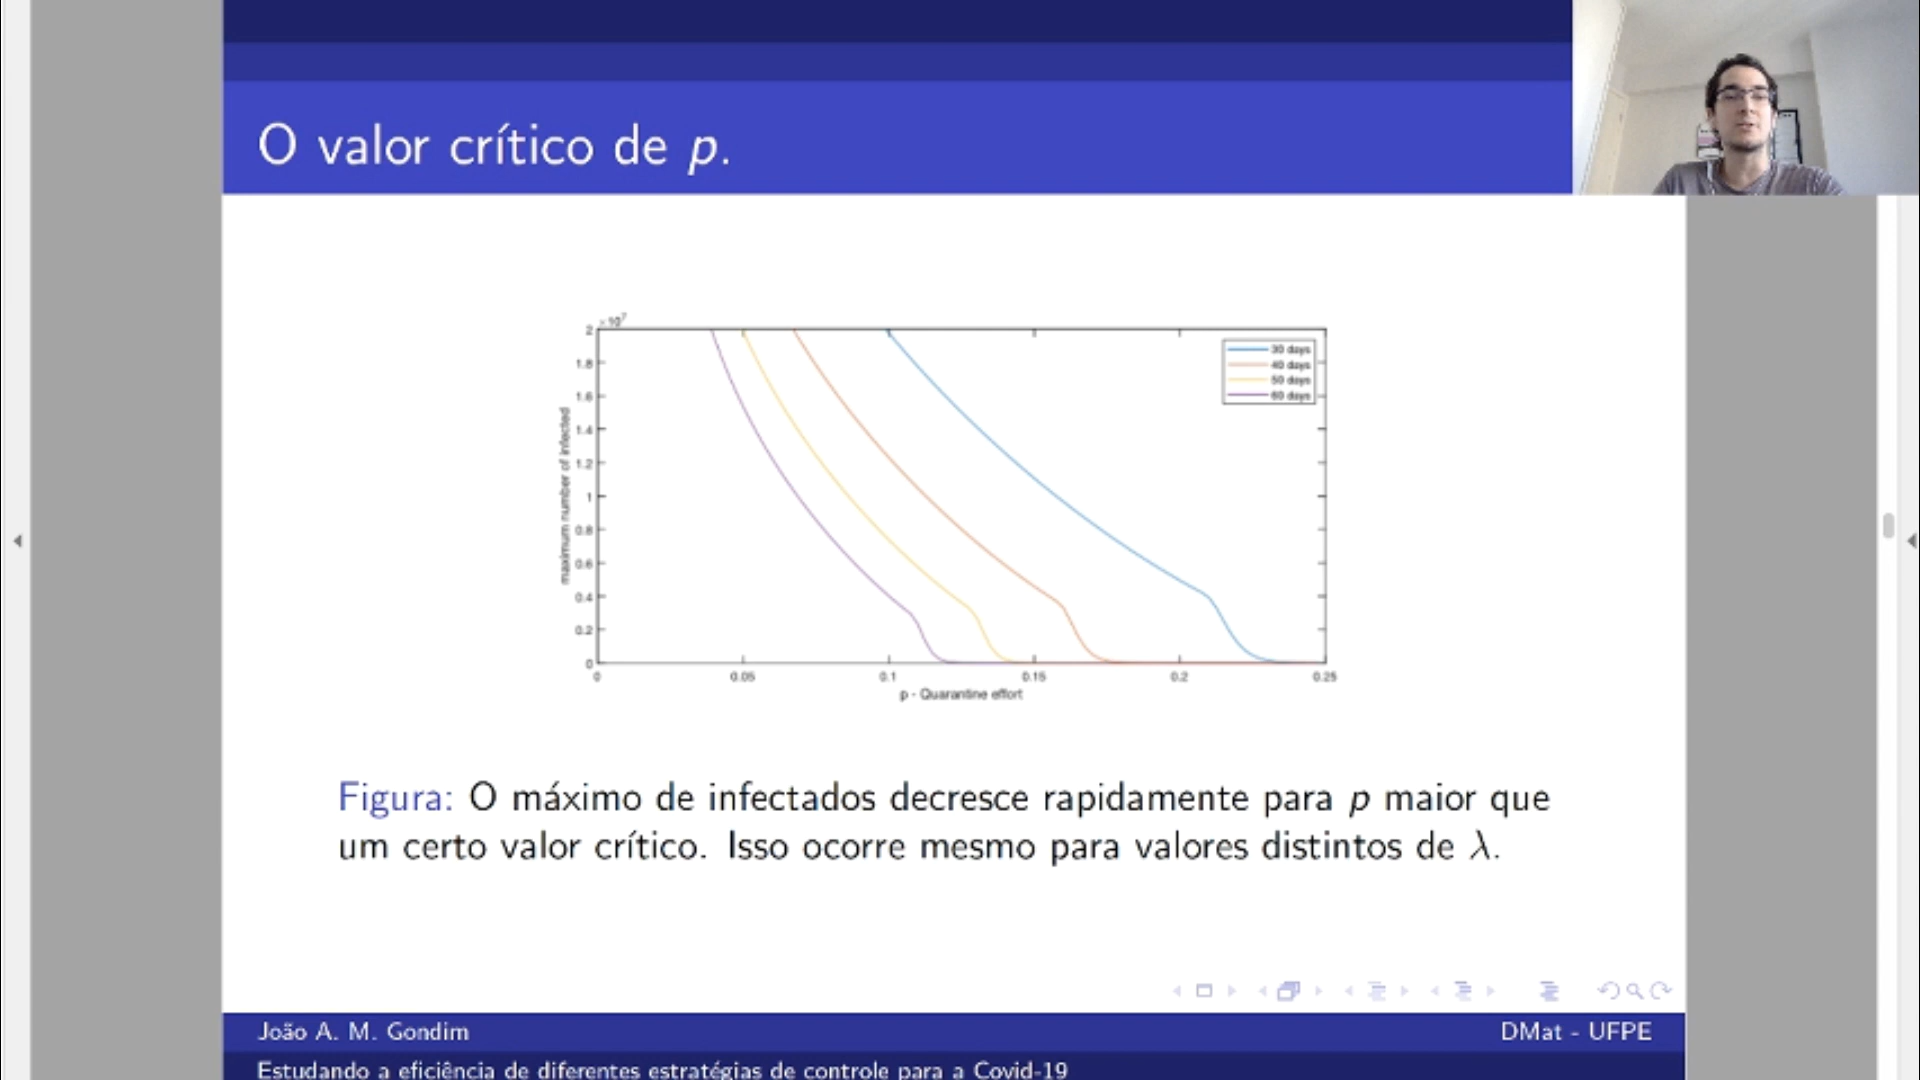 O valor crítico de p.
×10⁷
2
1.8
1.6
1.4
1.2
1
0.8
0.6
0.4
0.2
0
maximum number of infected
30 days
40 days
50 days
60 days
0 0.05 0.1 0.15 0.2 0.25
p - Quarantine effort
Figura: O máximo de infectados decresce rapidamente para p maior que
um certo valor crítico. Isso ocorre mesmo para valores distintos de λ.
João A. M. Gondim DMat - UFPE
Estudando a eficiência de diferentes estratégias de controle para a Covid-19